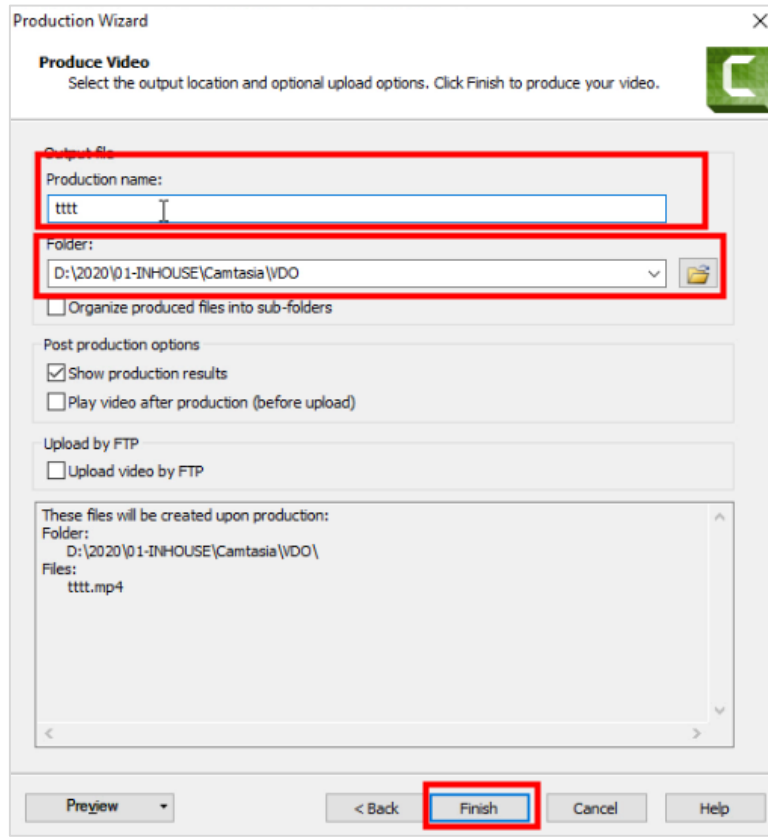 Production Wizard
Produce Video
Select the output location and optional upload options. Click Finish to produce your video.
Output file
Production name:
tttt
Folder:
D:\2020\01-INHOUSE\Camtasia\VDO
Organize produced files into sub-folders
Post production options
Show production results
Play video after production (before upload)
Upload by FTP
Upload video by FTP
These files will be created upon production:
Folder:
D:\2020\01-INHOUSE\Camtasia\VDO\
Files:
tttt.mp4
Preview < Back Finish Cancel Help